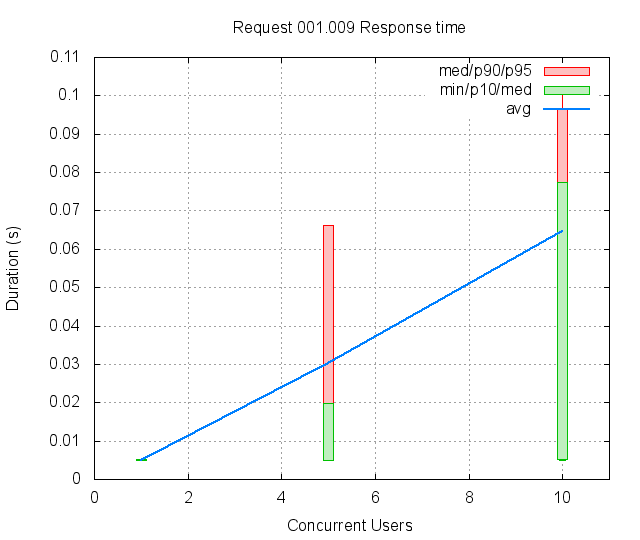 Request 001.009 Response time
med/p90/p95
min/p10/med
avg
0.11
0.1
0.09
0.08
0.07
0.06
0.05
0.04
0.03
0.02
0.01
0
Duration (s)
0 2 4 6 8 10
Concurrent Users